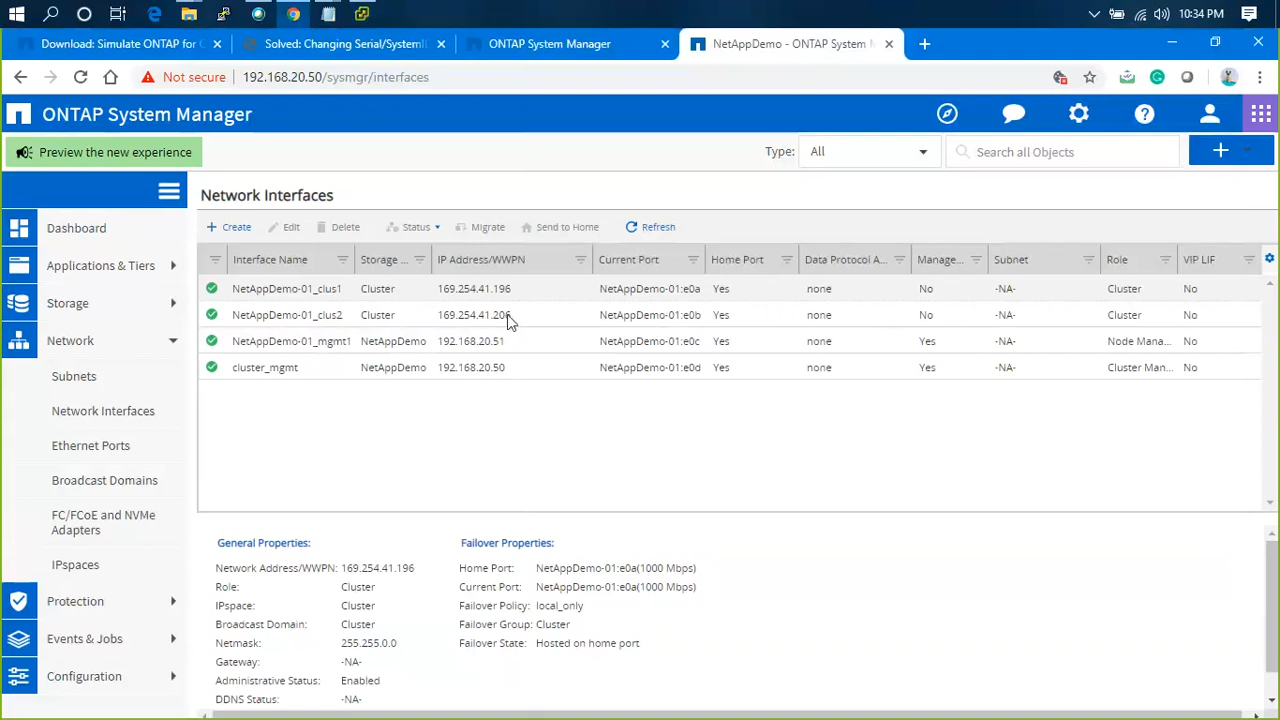 10:34 PM
Download: Simulate ONTAP for C
Solved: Changing Serial/SystemI
ONTAP System Manager
NetAppDemo - ONTAP System M
Not secure
192.168.20.50/sysmgr/interfaces
ONTAP System Manager
Preview the new experience
Type:
All
Search all Objects
Dashboard
Applications & Tiers
Storage
Network
Subnets
Network Interfaces
Ethernet Ports
Broadcast Domains
FC/FCoE and NVMe
Adapters
IPspaces
Protection
Events & Jobs
Configuration
Network Interfaces
Create Edit Delete Status Migrate Send to Home Refresh
Interface Name Storage ... IP Address/WWPN Current Port Home Port Data Protocol A... Manage... Subnet Role VIP LIF
NetAppDemo-01_clus1 Cluster 169.254.41.196 NetAppDemo-01:e0a Yes none No -NA- Cluster No
NetAppDemo-01_clus2 Cluster NetAppDemo-01:e0b Yes none No -NA- Cluster No
NetAppDemo-01_mgmt1 NetAppDemo 192.168.20.51 NetAppDemo-01:e0c Yes none Yes -NA- Node Mana... No
cluster_mgmt NetAppDemo 192.168.20.50 NetAppDemo-01:e0d Yes none Yes -NA- Cluster Man... No
General Properties:
Network Address/WWPN: 169.254.41.196
Role: Cluster
IPspace: Cluster
Broadcast Domain: Cluster
Netmask: 255.255.0.0
Gateway: -NA-
Administrative Status: Enabled
DDNS Status: -NA-
Failover Properties:
Home Port: NetAppDemo-01:e0a(1000 Mbps)
Current Port: NetAppDemo-01:e0a(1000 Mbps)
Failover Policy: local_only
Failover Group: Cluster
Failover State: Hosted on home port